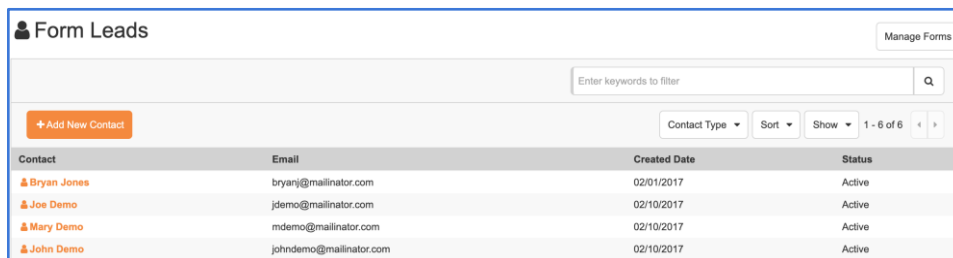 Form Leads
Manage Forms
Enter keywords to filter
+ Add New Contact
Contact Type Sort Show 1 - 6 of 6
Contact Email Created Date Status
Bryan Jones bryanj@mailinator.com 02/01/2017 Active
Joe Demo jdemo@mailinator.com 02/10/2017 Active
Mary Demo mdemo@mailinator.com 02/10/2017 Active
John Demo johndemo@mailinator.com 02/10/2017 Active